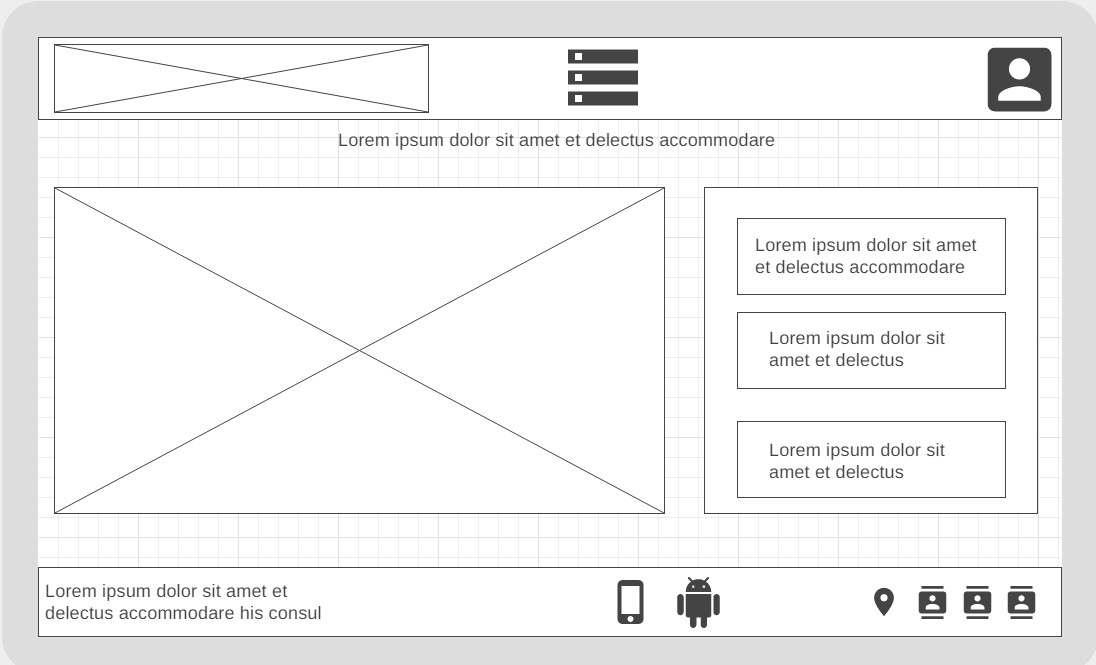 Lorem ipsum dolor sit amet et delectus accommodare
Lorem ipsum dolor sit amet
et delectus accommodare
Lorem ipsum dolor sit
amet et delectus
Lorem ipsum dolor sit
amet et delectus
Lorem ipsum dolor sit amet et
delectus accommodare his consul